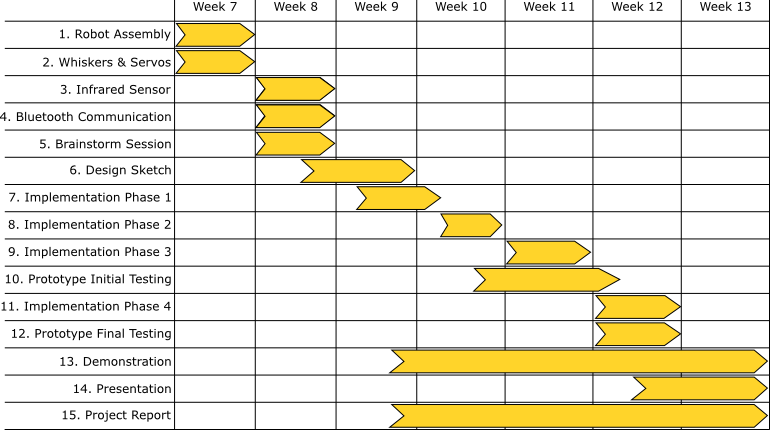 Week 7 Week 8 Week 9 Week 10 Week 11 Week 12 Week 13
1. Robot Assembly
2. Whiskers & Servos
3. Infrared Sensor
4. Bluetooth Communication
5. Brainstorm Session
6. Design Sketch
7. Implementation Phase 1
8. Implementation Phase 2
9. Implementation Phase 3
10. Prototype Initial Testing
11. Implementation Phase 4
12. Prototype Final Testing
13. Demonstration
14. Presentation
15. Project Report